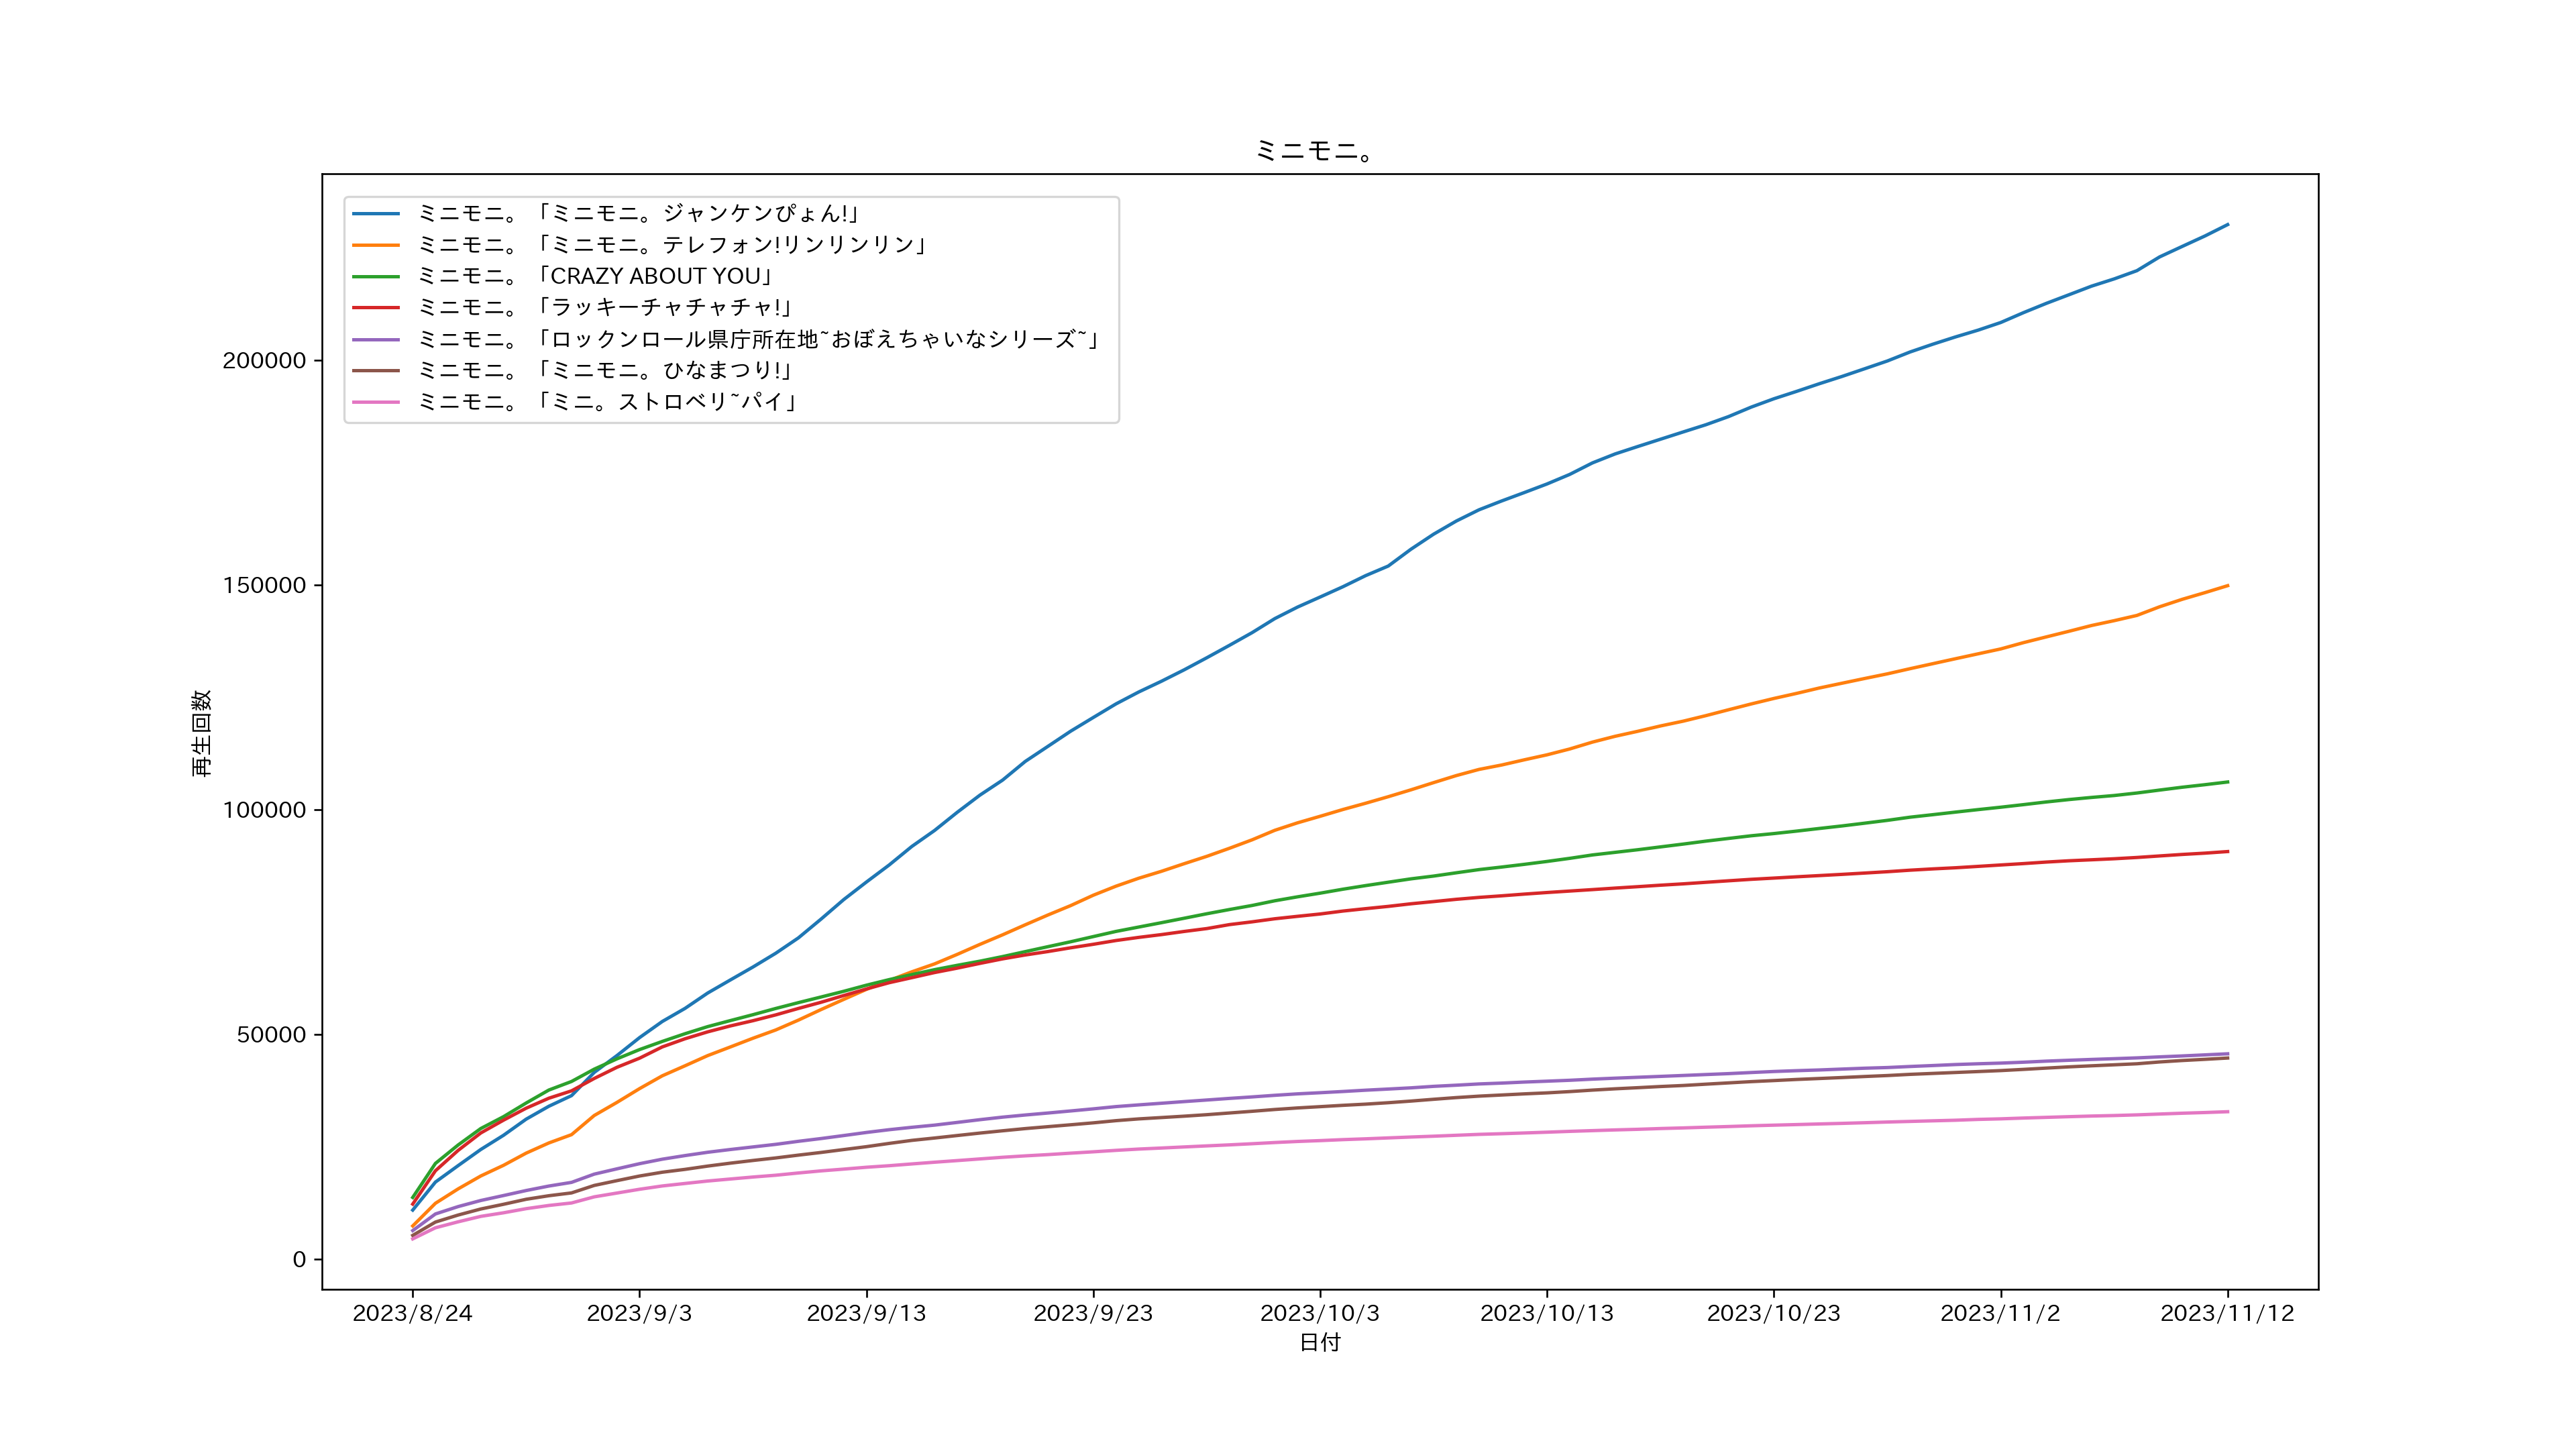 ミニモニ。
ミニモニ。「ミニモニ。ジャンケンぴょん!」
ミニモニ。「ミニモニ。テレフォン!リンリンリン」
ミニモニ。「CRAZY ABOUT YOU」
ミニモニ。「ラッキーチャチャチャ!」
ミニモニ。「ロックンロール県庁所在地~おぼえちゃいなシリーズ~」
ミニモニ。「ミニモニ。ひなまつり!」
ミニモニ。「ミニ。ストロベリ~パイ」
再生回数
200000
150000
100000
50000
0
2023/8/24 2023/9/3 2023/9/13 2023/9/23 2023/10/3 2023/10/13 2023/10/23 2023/11/2 2023/11/12
日付